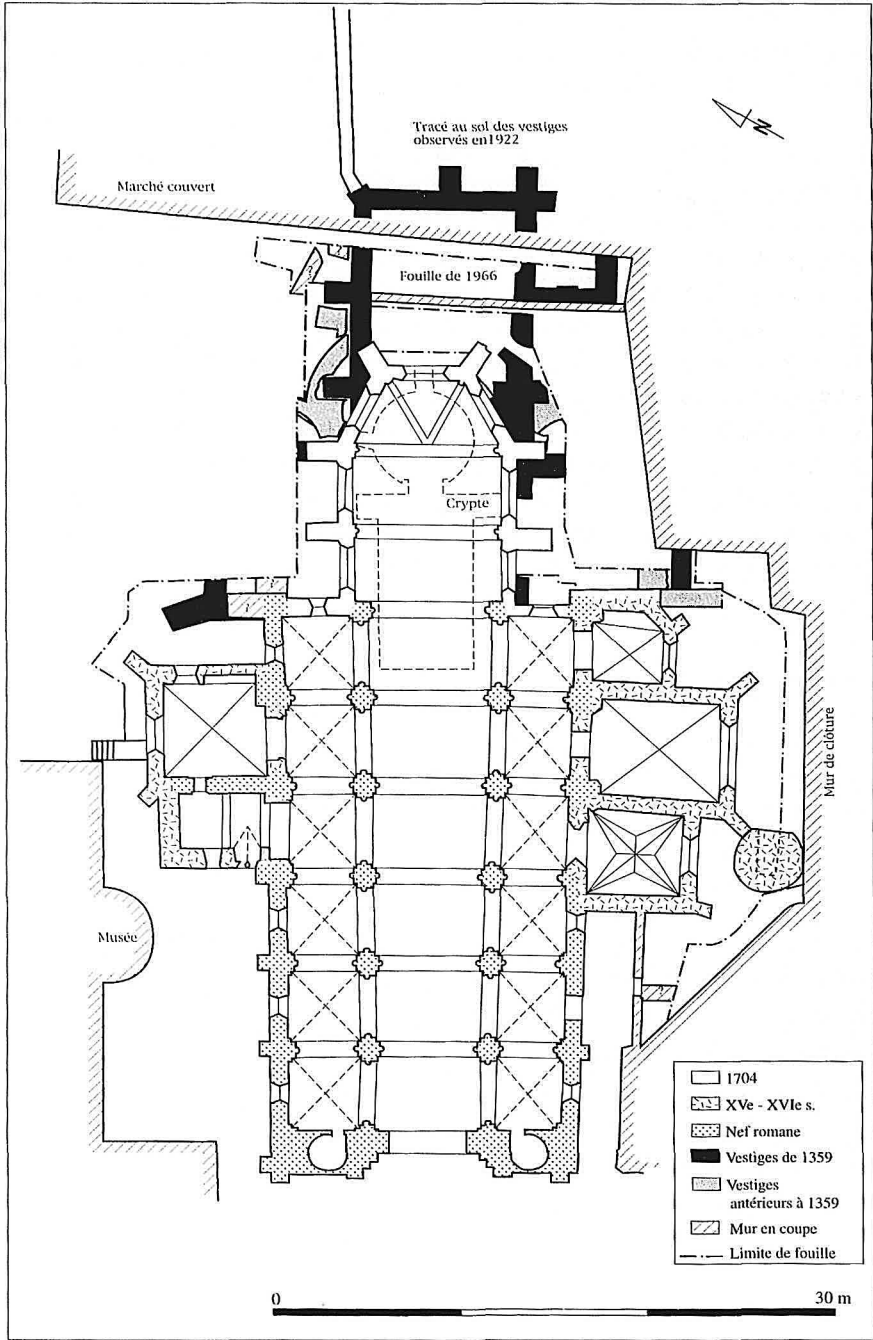 Tracé au sol des vestiges
observés en 1922
N
Marché couvert
?
?
Fouille de 1966
Crypte
?
Mur de clôture
Musée
?
1704
XVe - XVIe s.
Nef romane
Vestiges de 1359
Vestiges
antérieurs à 1359
Mur en coupe
Limite de fouille
0
30 m